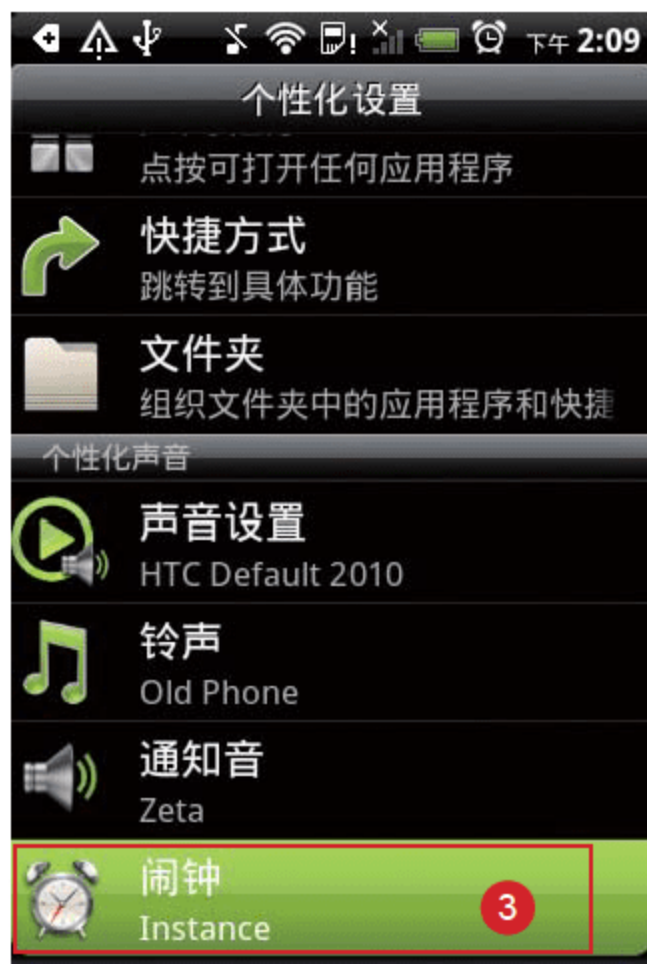 下午 2:09
个性化设置
点按可打开任何应用程序
快捷方式
跳转到具体功能
文件夹
组织文件夹中的应用程序和快捷
个性化声音
声音设置
HTC Default 2010
铃声
Old Phone
通知音
Zeta
闹钟
Instance
3